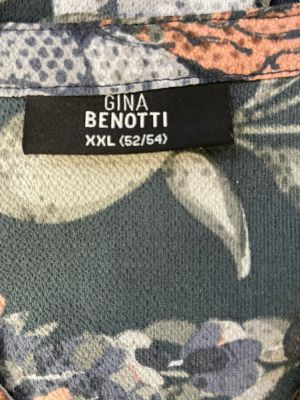 GINA
BENOTTI
XXL (52/54)